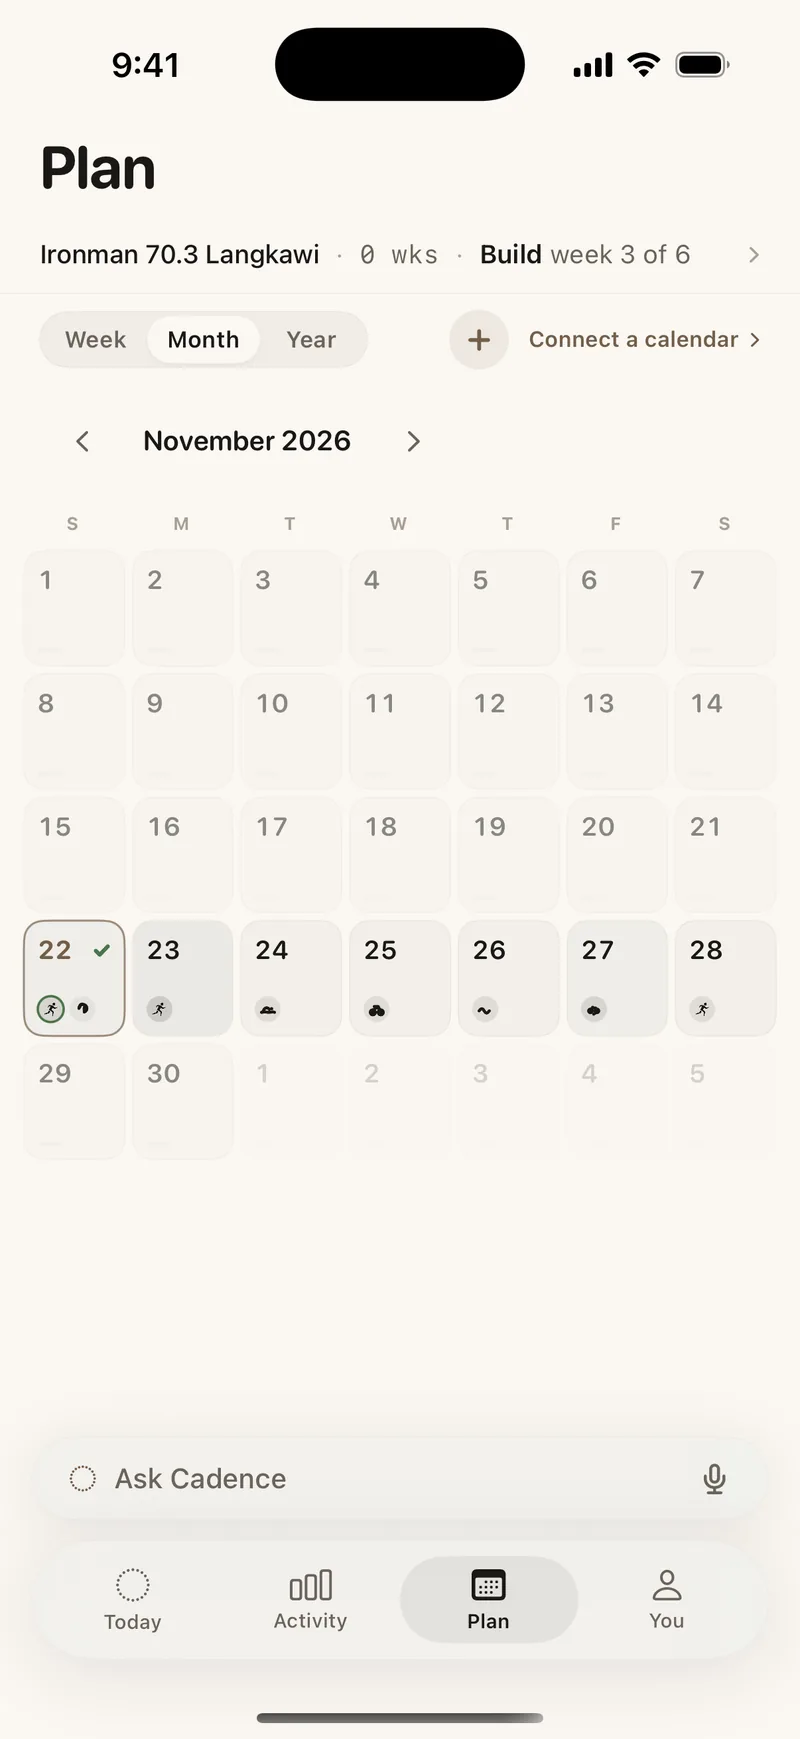 9:41
Plan
Ironman 70.3 Langkawi · 0 wks · Build week 3 of 6
Week Month Year + Connect a calendar
November 2026
S M T W T F S
1 2 3 4 5 6 7
8 9 10 11 12 13 14
15 16 17 18 19 20 21
22 23 24 25 26 27 28
29 30 1 2 3 4 5
Ask Cadence
Today Activity Plan You